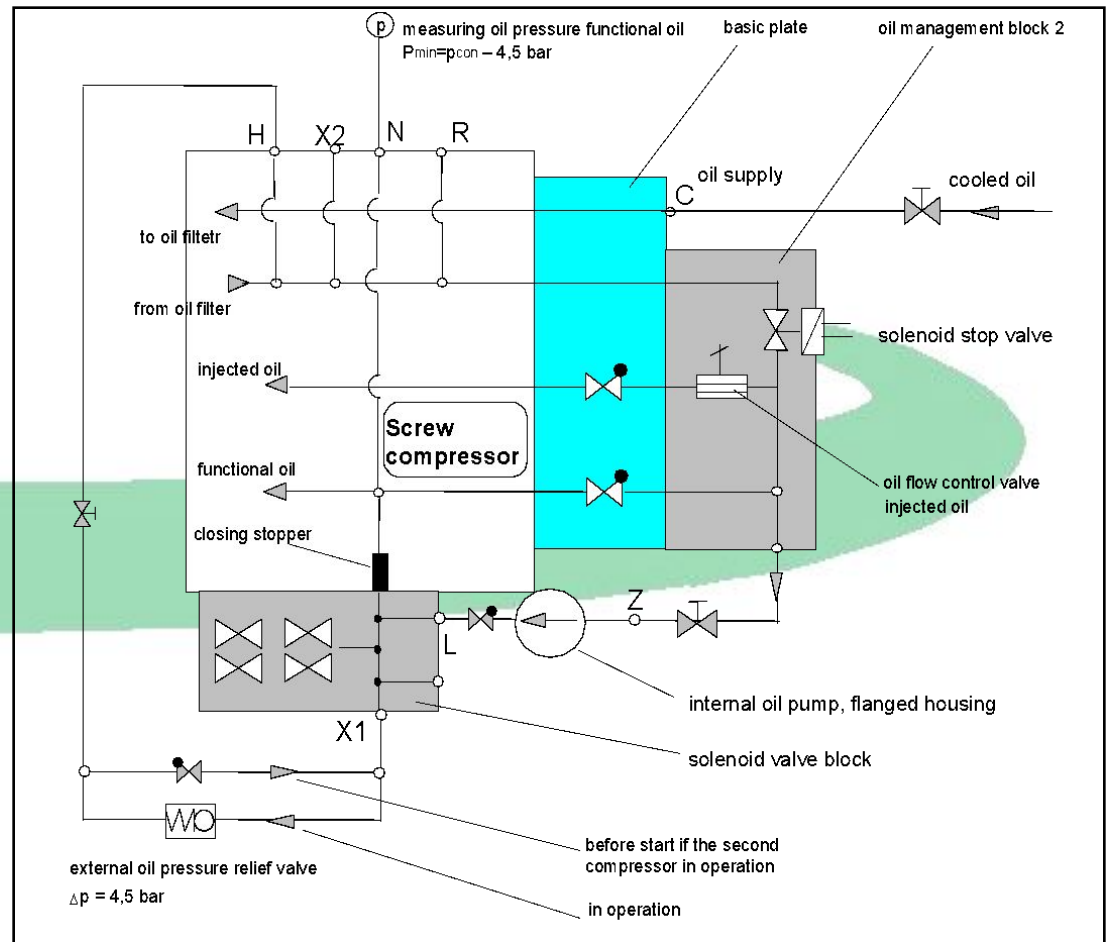 p
measuring oil pressure functional oil
Pmin=pcon – 4,5 bar
basic plate
oil management block 2
H
X2
N
R
C
oil supply
cooled oil
to oil filtetr
from oil filter
solenoid stop valve
injected oil
Screw
compressor
functional oil
oil flow control valve
injected oil
closing stopper
Z
L
internal oil pump, flanged housing
X1
solenoid valve block
before start if the second
compressor in operation
external oil pressure relief valve
Δp = 4,5 bar
in operation